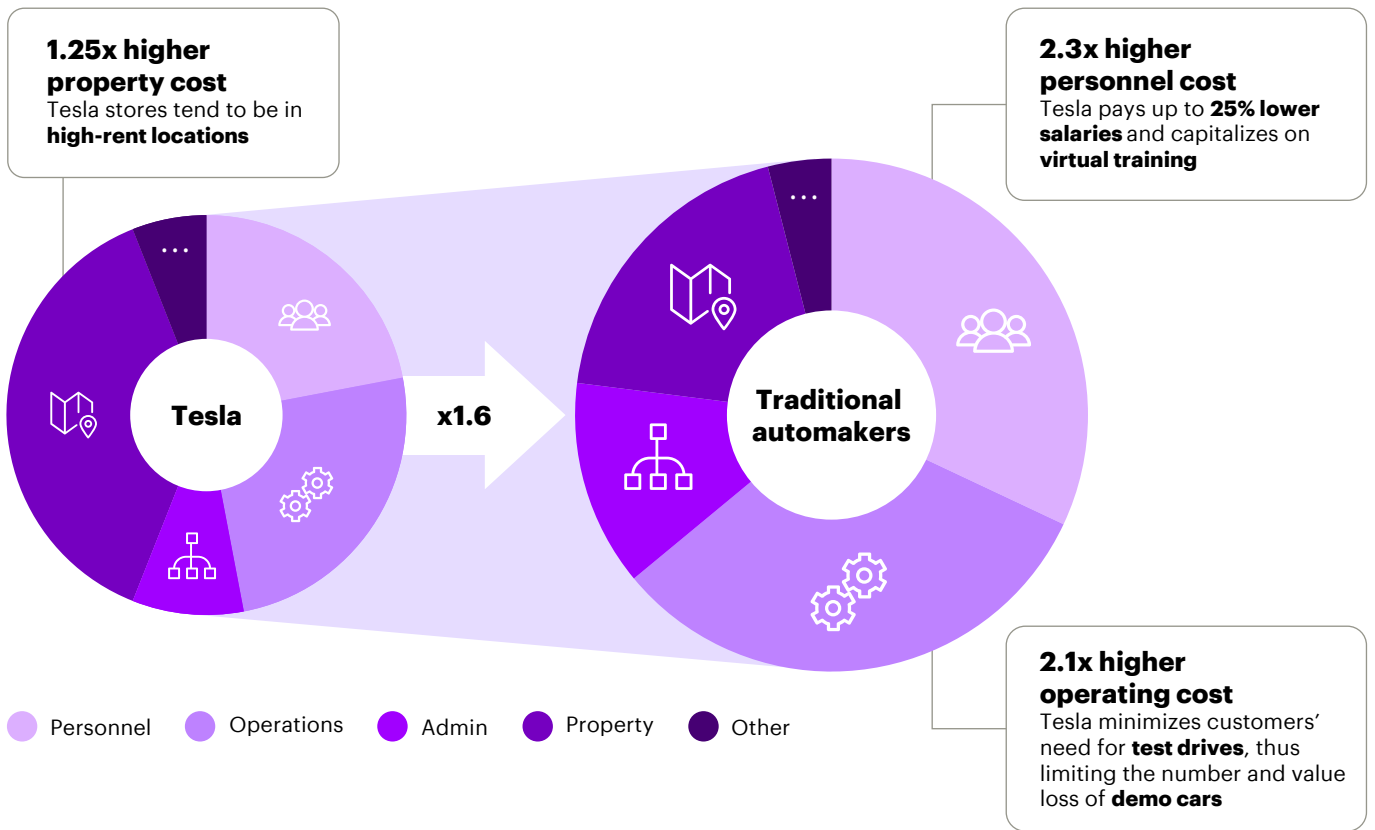 1.25x higher
property cost
Tesla stores tend to be in
high-rent locations
2.3x higher
personnel cost
Tesla pays up to 25% lower
salaries and capitalizes on
virtual training
Tesla
x1.6
Traditional
automakers
2.1x higher
operating cost
Tesla minimizes customers’
need for test drives, thus
limiting the number and value
loss of demo cars
Personnel
Operations
Admin
Property
Other